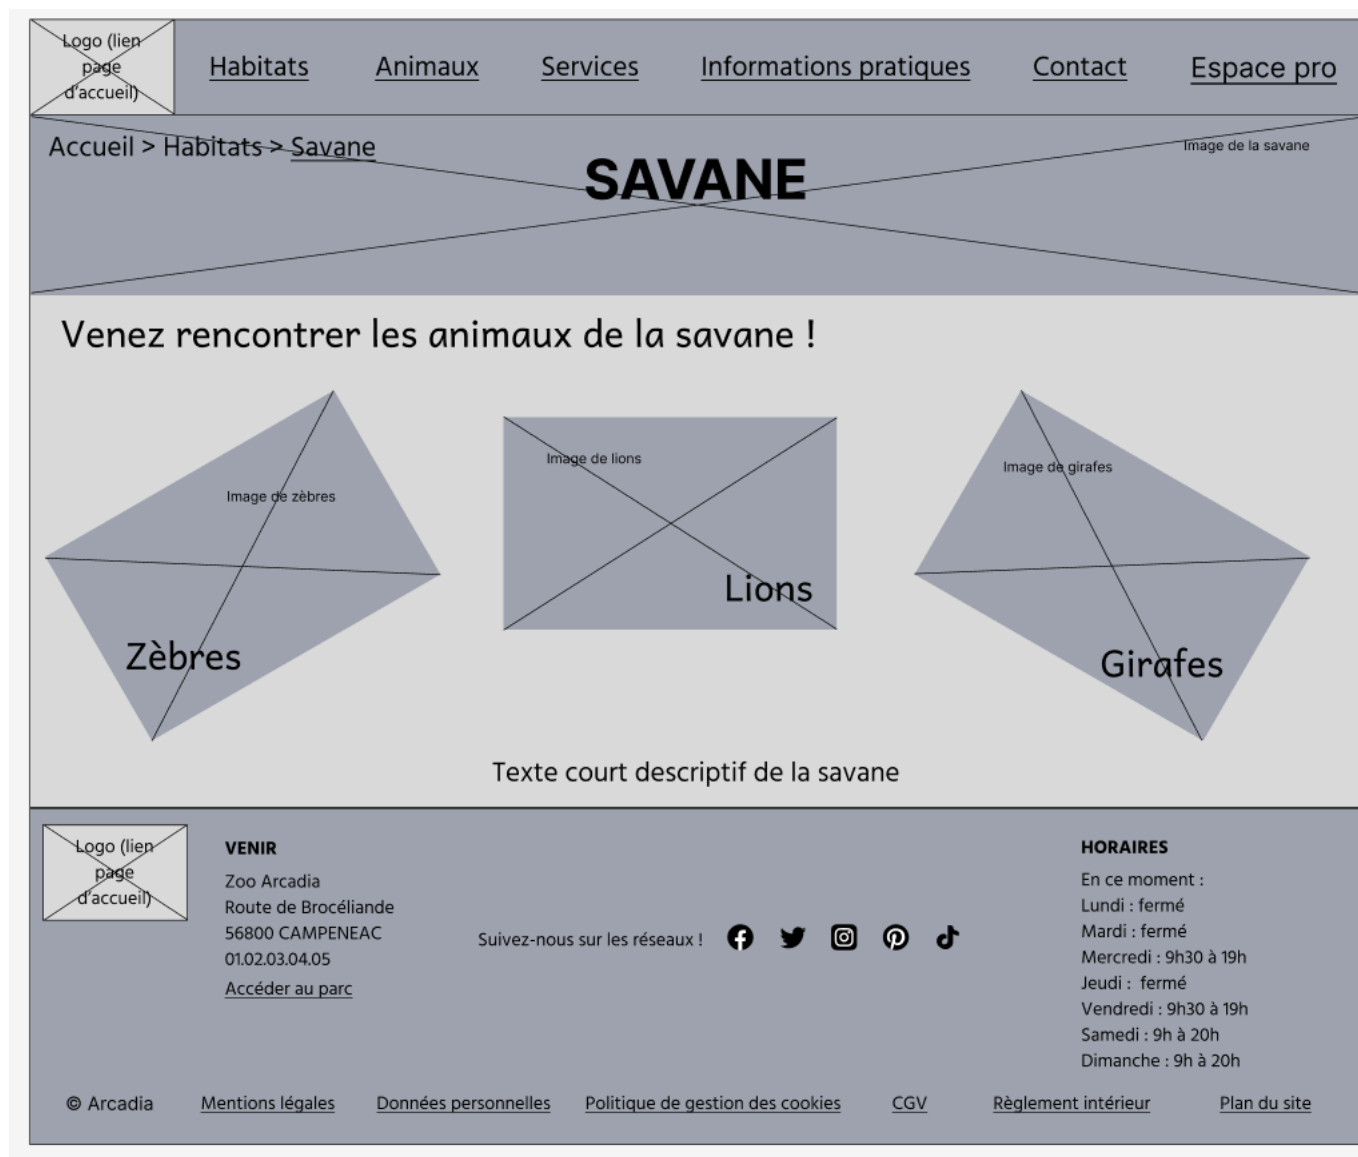 Logo (lien
page
d'accueil)
Habitats
Animaux
Services
Informations pratiques
Contact
Espace pro
Accueil > Habitats > Savane
SAVANE
Image de la savane
Venez rencontrer les animaux de la savane !
Image de zèbres
Zèbres
Image de lions
Lions
Image de girafes
Girafes
Texte court descriptif de la savane
Logo (lien
page
d'accueil)
VENIR
Zoo Arcadia
Route de Brocéliande
56800 CAMPENEAC
01.02.03.04.05
Accéder au parc
Suivez-nous sur les réseaux !
HORAIRES
En ce moment :
Lundi : fermé
Mardi : fermé
Mercredi : 9h30 à 19h
Jeudi :  fermé
Vendredi : 9h30 à 19h
Samedi : 9h à 20h
Dimanche : 9h à 20h
© Arcadia
Mentions légales
Données personnelles
Politique de gestion des cookies
CGV
Règlement intérieur
Plan du site